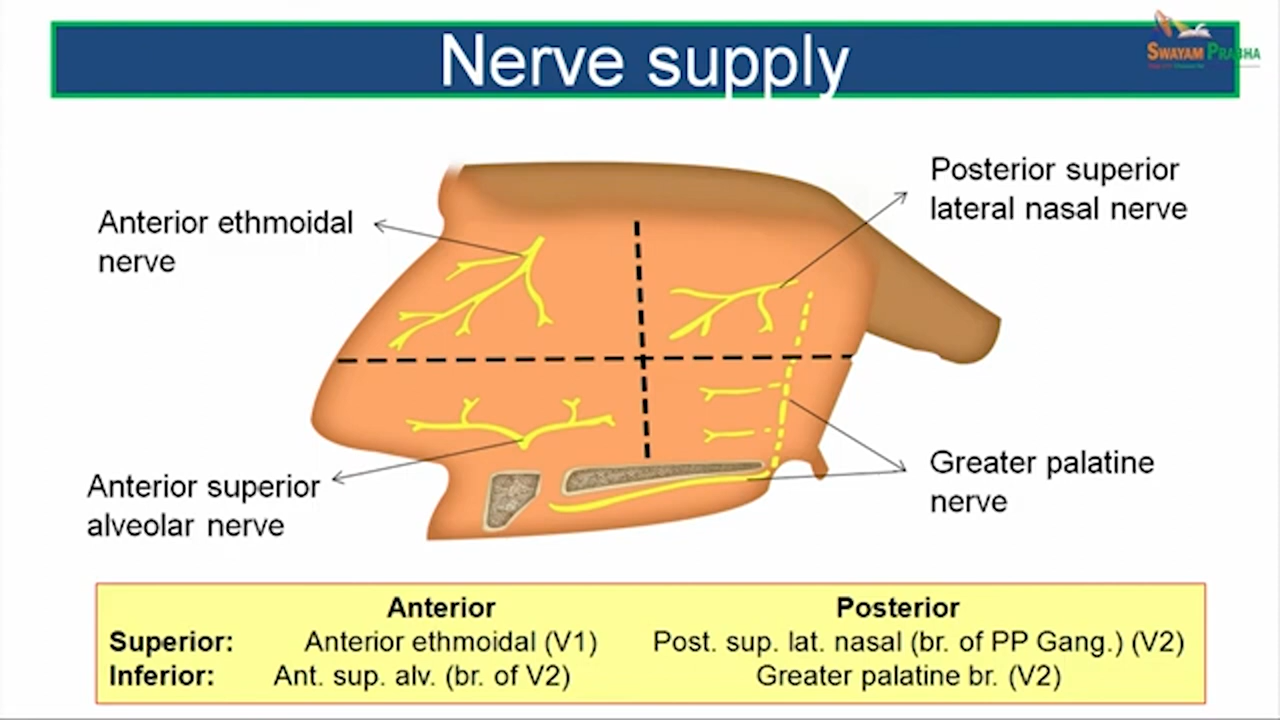 Nerve supply
SWAYAM PRABHA
Posterior superior
lateral nasal nerve
Anterior ethmoidal
nerve
Greater palatine
nerve
Anterior superior
alveolar nerve
Anterior Posterior
Superior: Anterior ethmoidal (V1) Post. sup. lat. nasal (br. of PP Gang.) (V2)
Inferior: Ant. sup. alv. (br. of V2) Greater palatine br. (V2)